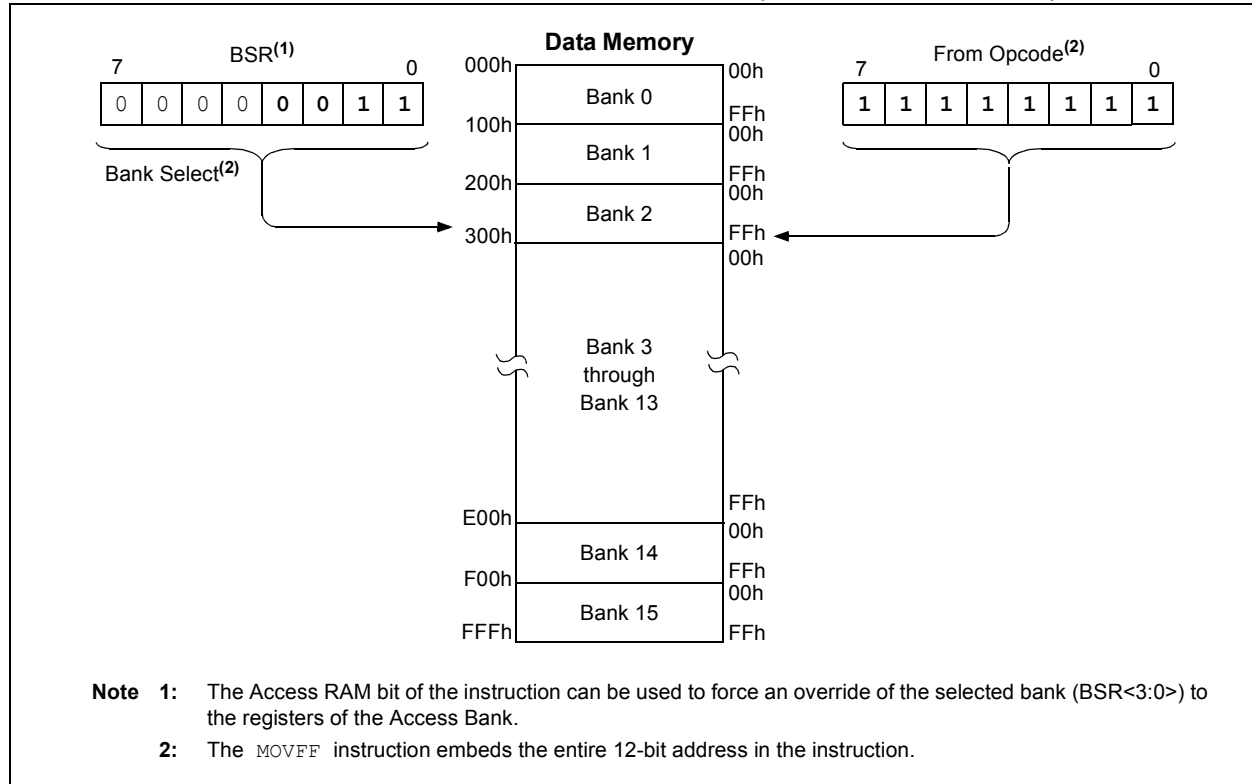 Data Memory
BSR(1)
7 0
0 0 0 0 0 0 1 1
Bank Select(2)
From Opcode(2)
7 0
1 1 1 1 1 1 1 1
000h
00h
Bank 0
FFh
100h
00h
Bank 1
FFh
200h
00h
Bank 2
FFh
300h
00h
Bank 3
through
Bank 13
FFh
E00h
00h
Bank 14
FFh
F00h
00h
Bank 15
FFFh
FFh
Note 1: The Access RAM bit of the instruction can be used to force an override of the selected bank (BSR<3:0>) to
the registers of the Access Bank.
2: The MOVFF instruction embeds the entire 12-bit address in the instruction.